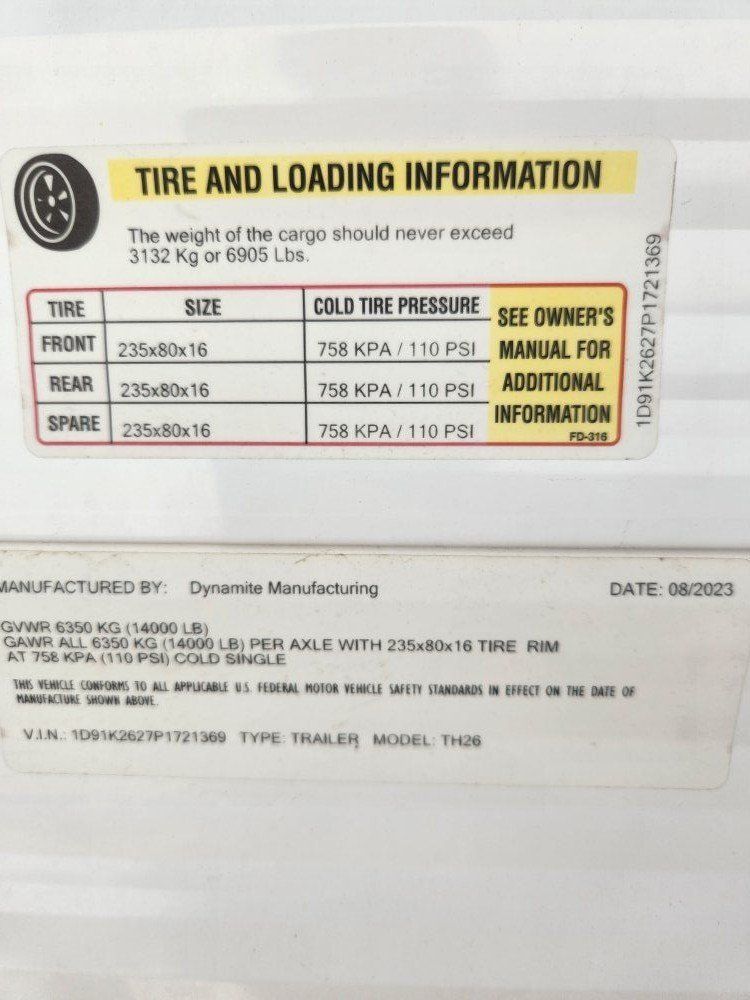 TIRE AND LOADING INFORMATION
The weight of the cargo should never exceed
3132 Kg or 6905 Lbs.
TIRE SIZE COLD TIRE PRESSURE SEE OWNER'S
FRONT 235x80x16 758 KPA / 110 PSI MANUAL FOR
REAR 235x80x16 758 KPA / 110 PSI ADDITIONAL
SPARE 235x80x16 758 KPA / 110 PSI INFORMATION
FD-316
1D91K2627P1721369
MANUFACTURED BY: Dynamite Manufacturing DATE: 08/2023
GVWR 6350 KG (14000 LB)
GAWR ALL 6350 KG (14000 LB) PER AXLE WITH 235x80x16 TIRE RIM
AT 758 KPA (110 PSI) COLD SINGLE
THIS VEHICLE CONFORMS TO ALL APPLICABLE U.S. FEDERAL MOTOR VEHICLE SAFETY STANDARDS IN EFFECT ON THE DATE OF
MANUFACTURE SHOWN ABOVE.
V.I.N.: 1D91K2627P1721369 TYPE: TRAILER MODEL: TH26